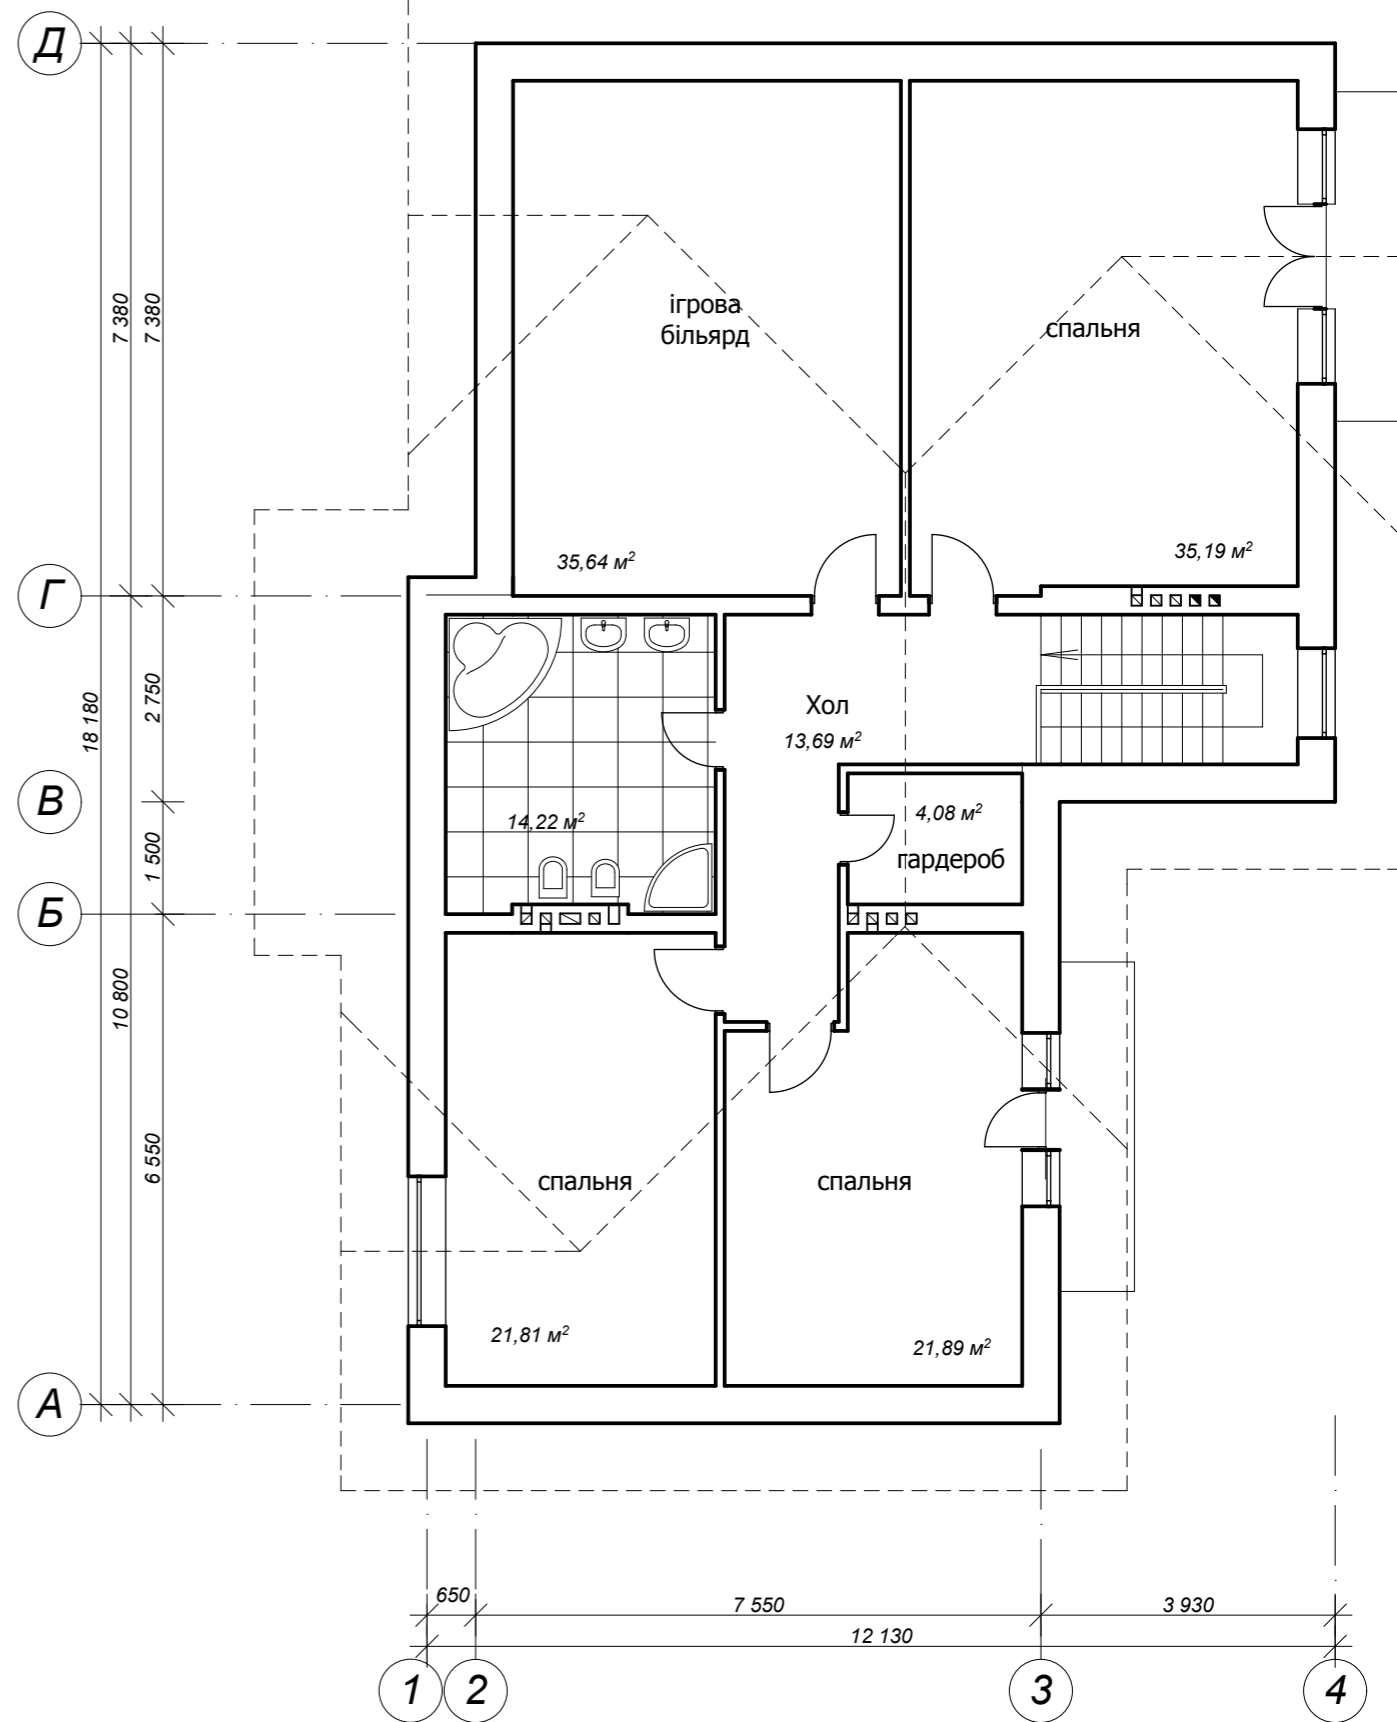 Д
7 380
7 380
ігрова
більярд
спальня
35,64 м²
35,19 м²
Г
18 180
2 750
Хол
13,69 м²
В
14,22 м²
4,08 м²
1 500
гардероб
Б
10 800
6 550
спальня
спальня
21,81 м²
21,89 м²
А
650
7 550
3 930
12 130
1
2
3
4